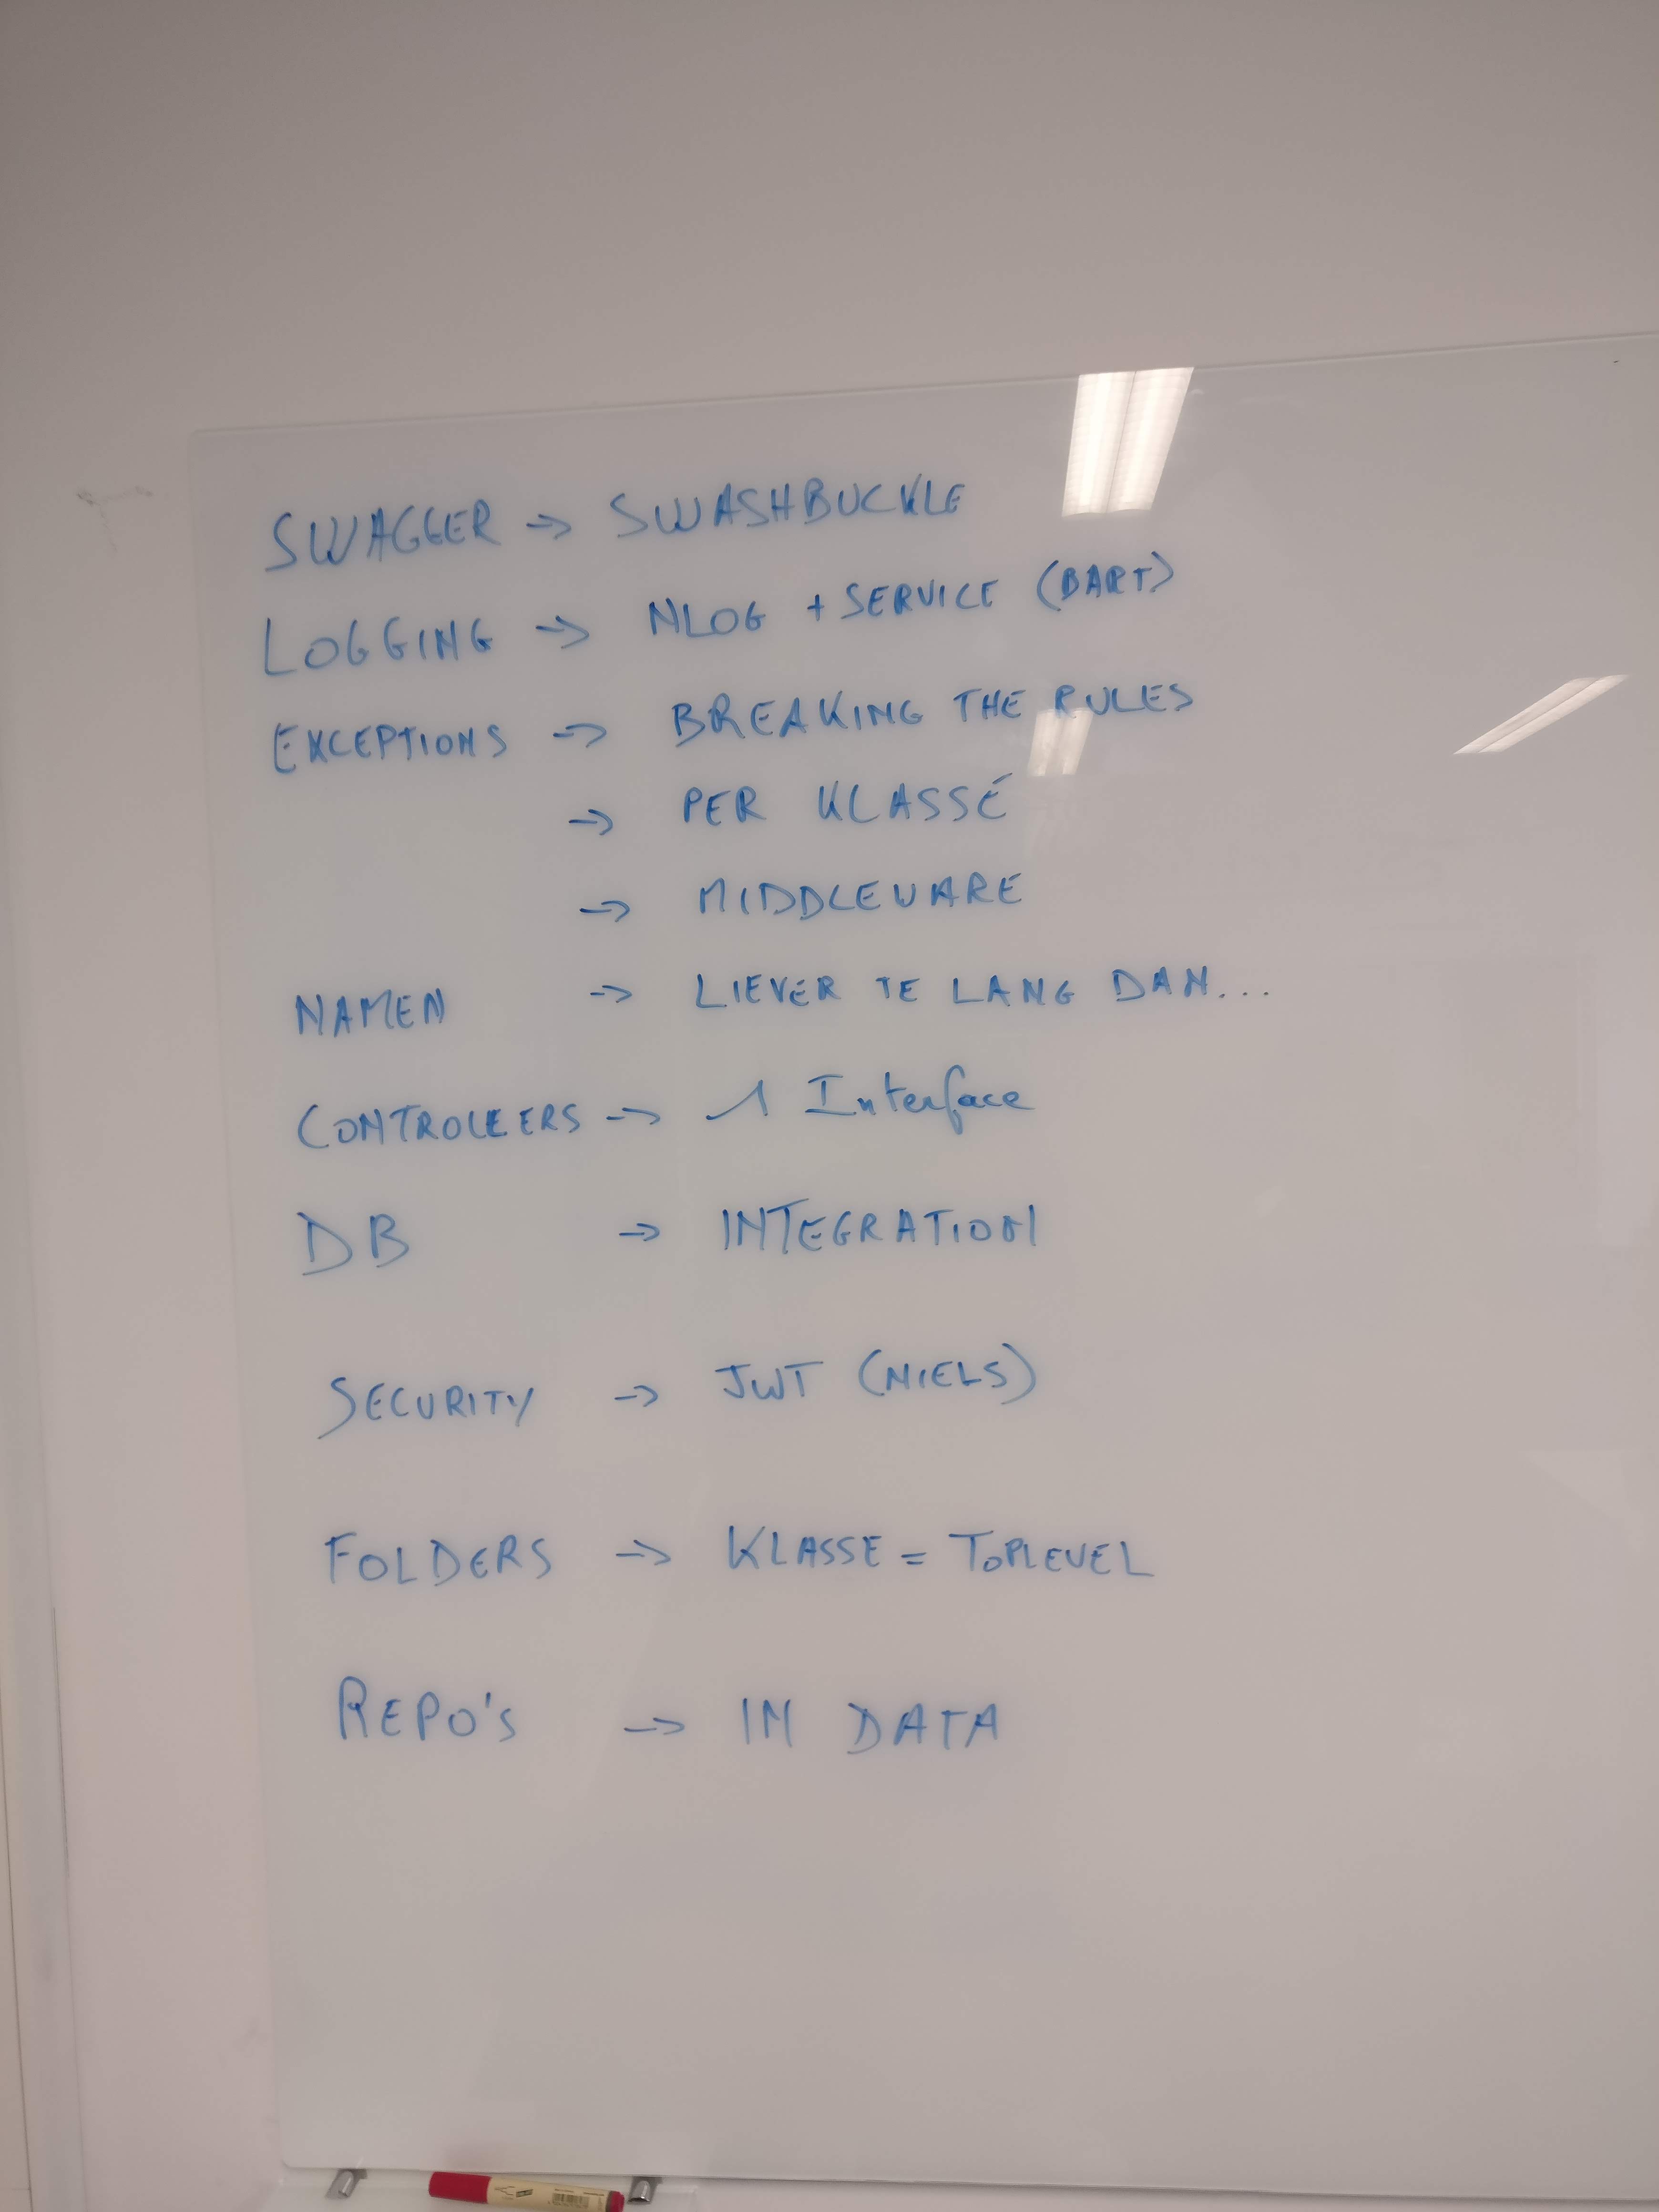 SWAGGER → SWASHBUCKLE
LOGGING → NLOG + SERVICE (BART)
EXCEPTIONS → BREAKING THE RULES
→ PER KLASSÉ
→ MIDDLEWARE
NAMEN → LIEVER TE LANG DAN...
CONTROLLERS → 1 Interface
DB → INTEGRATION
SECURITY → JWT (NIELS)
FOLDERS → KLASSE = TOPLEVEL
REPO'S → IN DATA